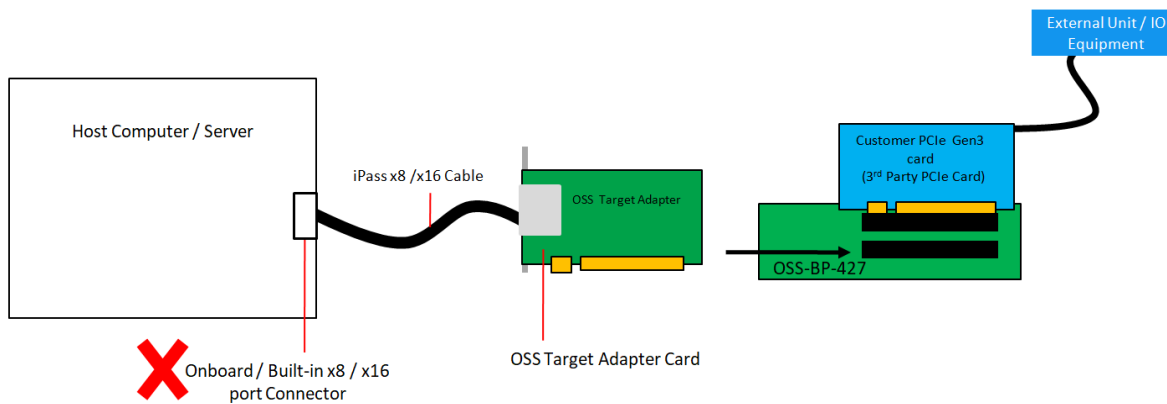 External Unit / IO
Equipment
Host Computer / Server
Customer PCIe Gen3
card
(3rd Party PCIe Card)
iPass x8 /x16 Cable
OSS Target Adapter
OSS-BP-427
OSS Target Adapter Card
Onboard / Built-in x8 / x16
port Connector